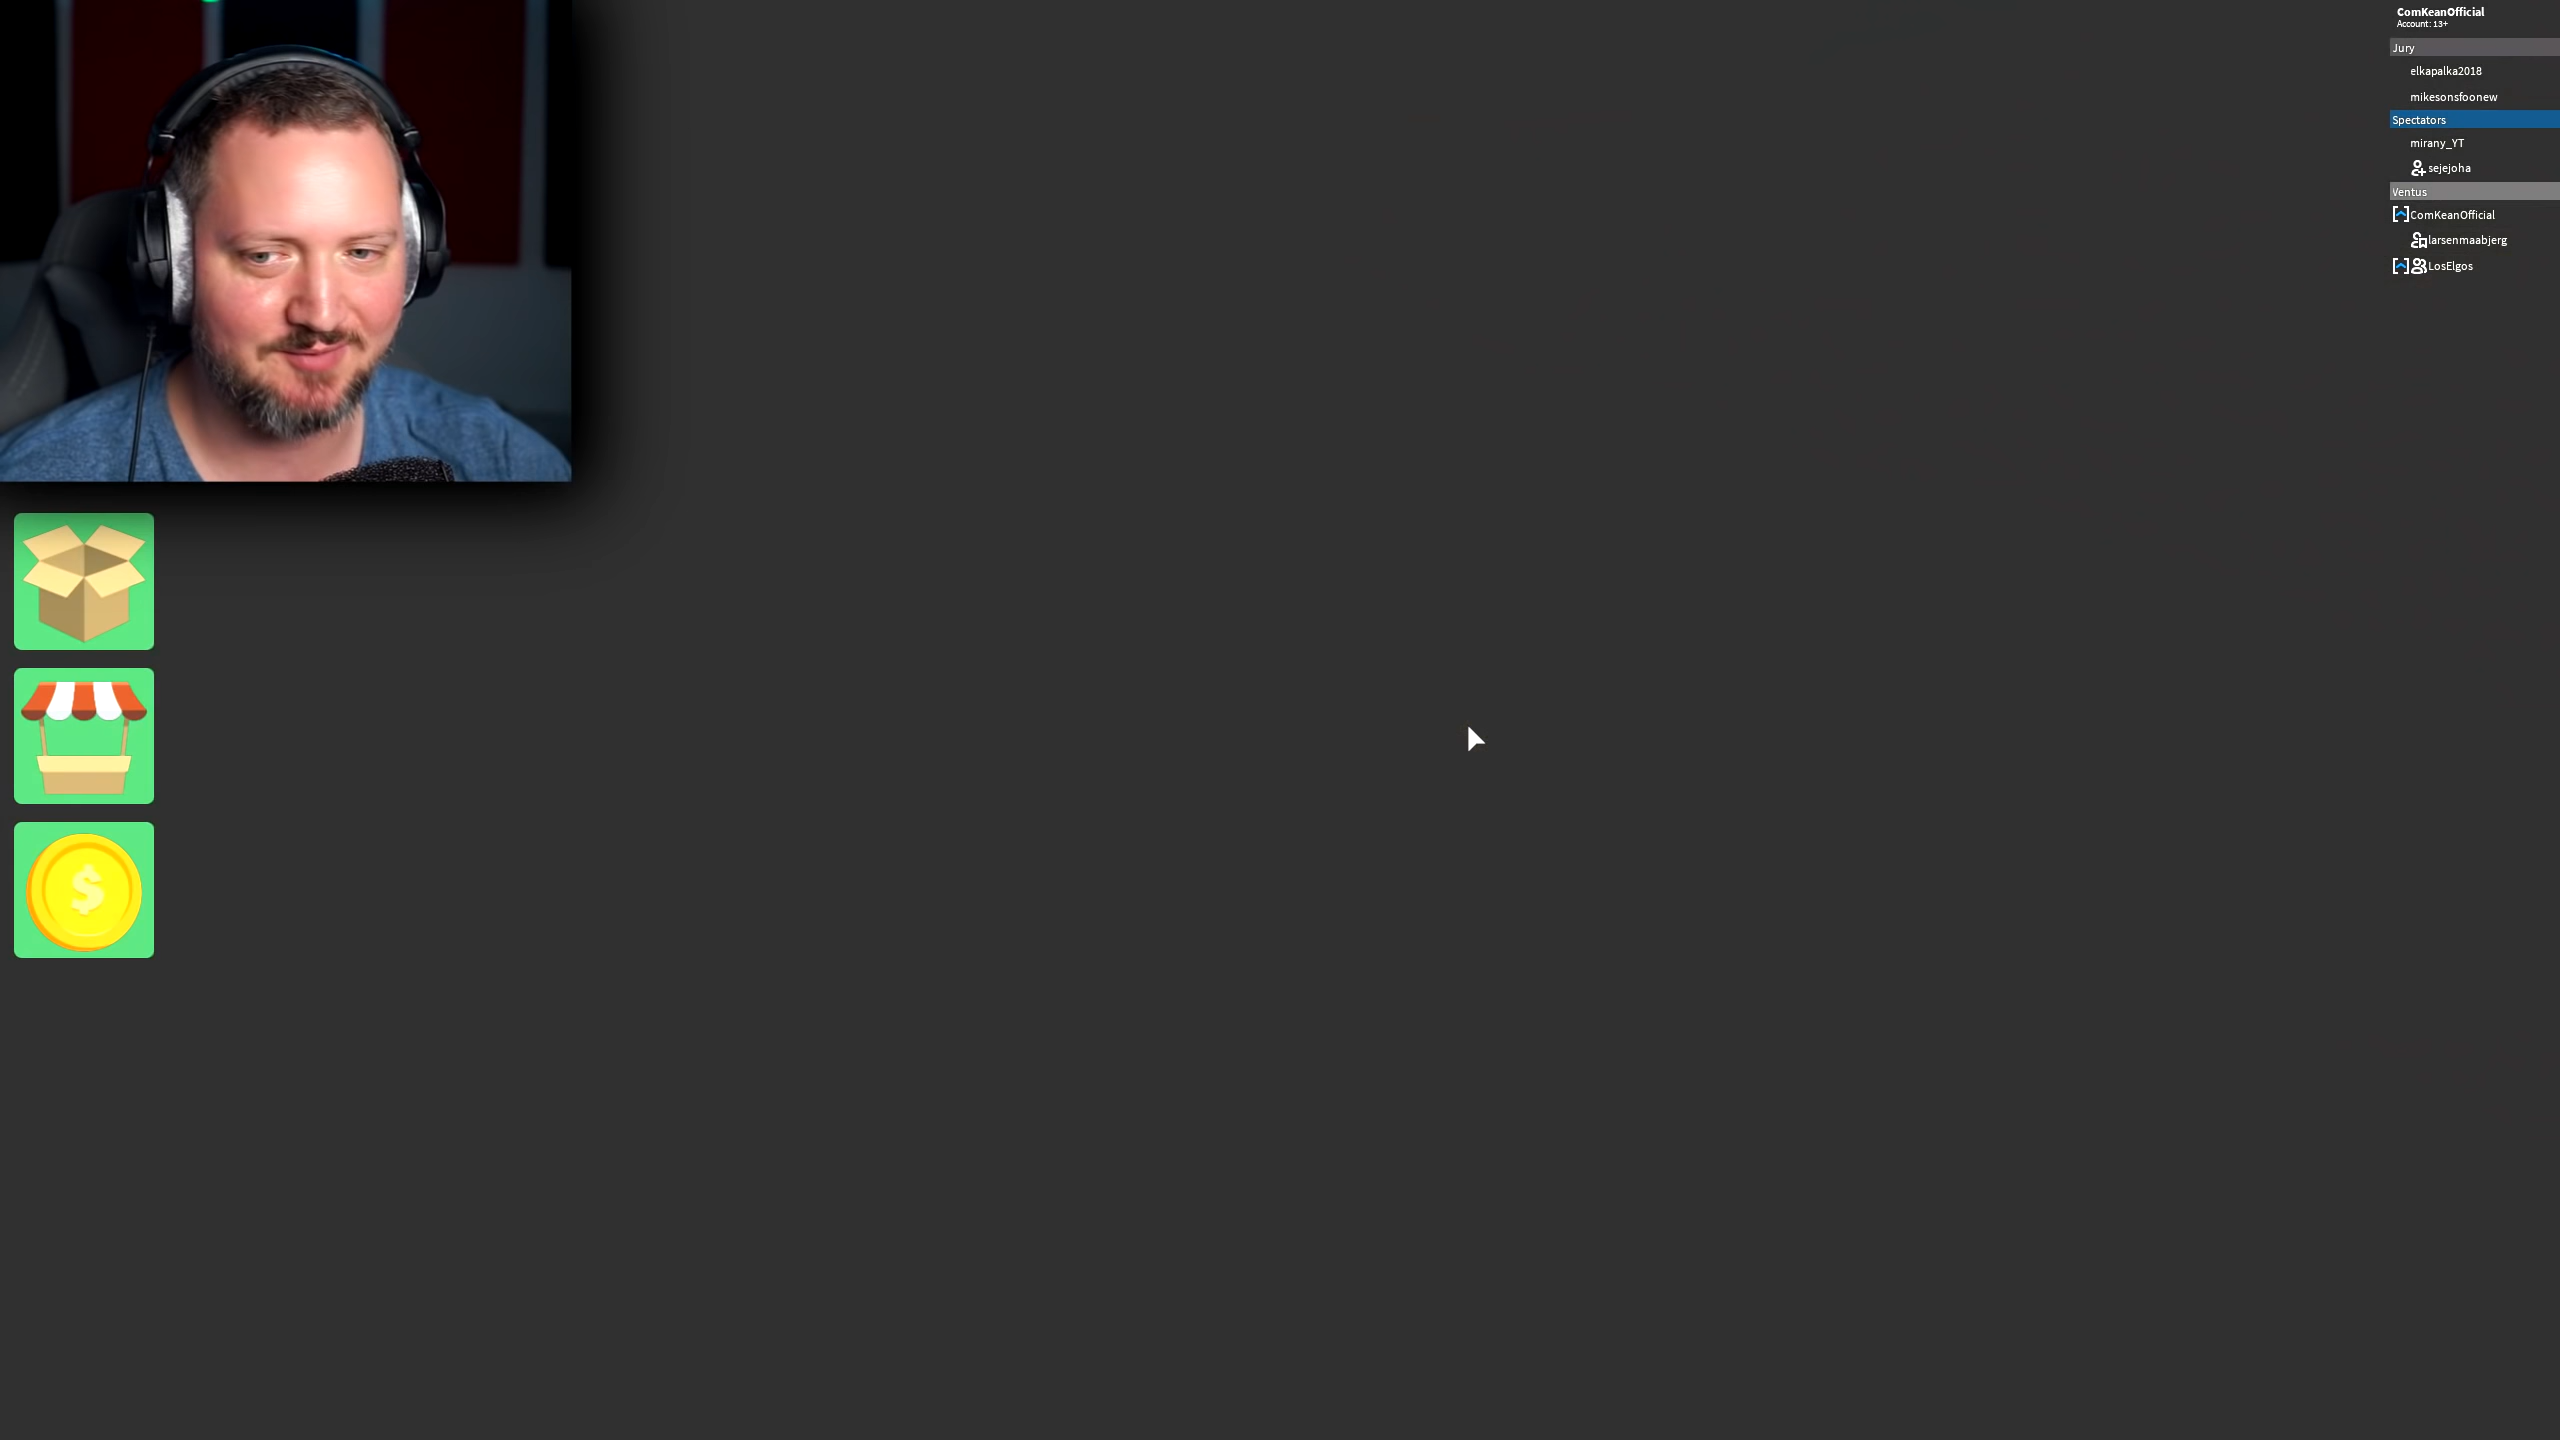 ComKeanOfficial
Account: 13+
Jury
elkapalka2018
mikesonsfoonew
Spectators
mirany_YT
sejejoha
Ventus
ComKeanOfficial
larsenmaabjerg
LosElgos
$